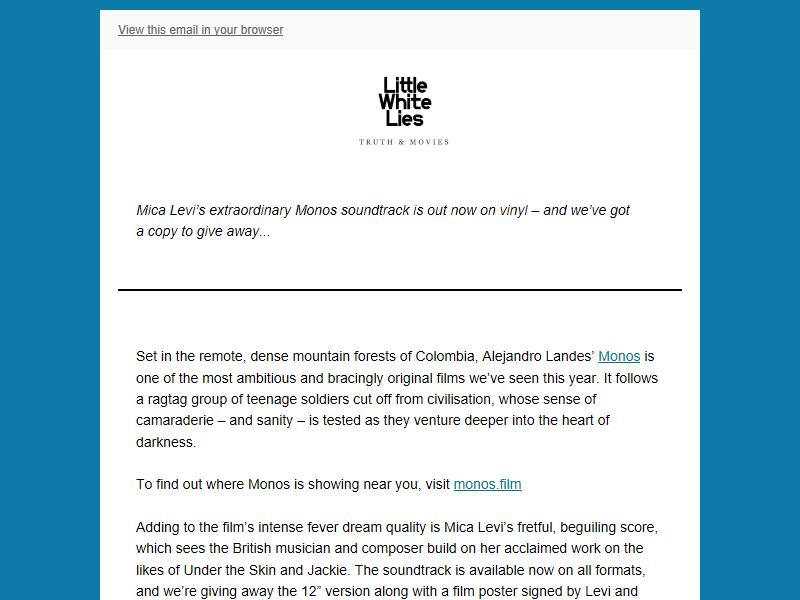 View this email in your browser
Little
White
Lies
TRUTH & MOVIES
Mica Levi’s extraordinary Monos soundtrack is out now on vinyl – and we’ve got
a copy to give away...
Set in the remote, dense mountain forests of Colombia, Alejandro Landes’ Monos is
one of the most ambitious and bracingly original films we’ve seen this year. It follows
a ragtag group of teenage soldiers cut off from civilisation, whose sense of
camaraderie – and sanity – is tested as they venture deeper into the heart of
darkness.
To find out where Monos is showing near you, visit monos.film
Adding to the film’s intense fever dream quality is Mica Levi’s fretful, beguiling score,
which sees the British musician and composer build on her acclaimed work on the
likes of Under the Skin and Jackie. The soundtrack is available now on all formats,
and we’re giving away the 12” version along with a film poster signed by Levi and